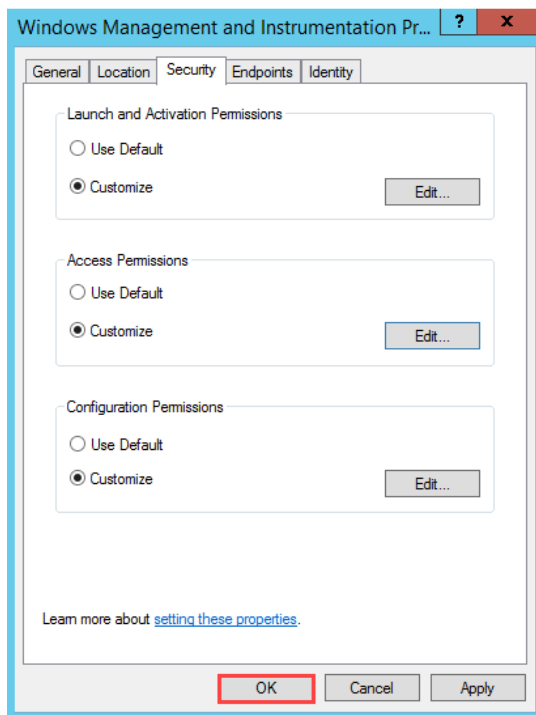 Windows Management and Instrumentation Pr... ? x
General Location Security Endpoints Identity
Launch and Activation Permissions
Use Default
Customize
Edit...
Access Permissions
Use Default
Customize
Edit...
Configuration Permissions
Use Default
Customize
Edit...
Learn more about setting these properties.
OK Cancel Apply